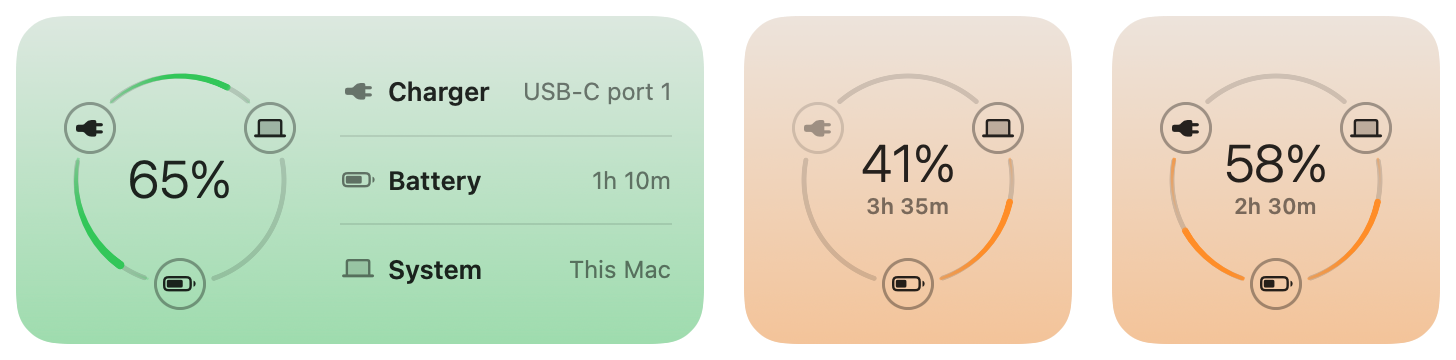 65%
Charger USB-C port 1
Battery 1h 10m
System This Mac
41%
3h 35m
58%
2h 30m